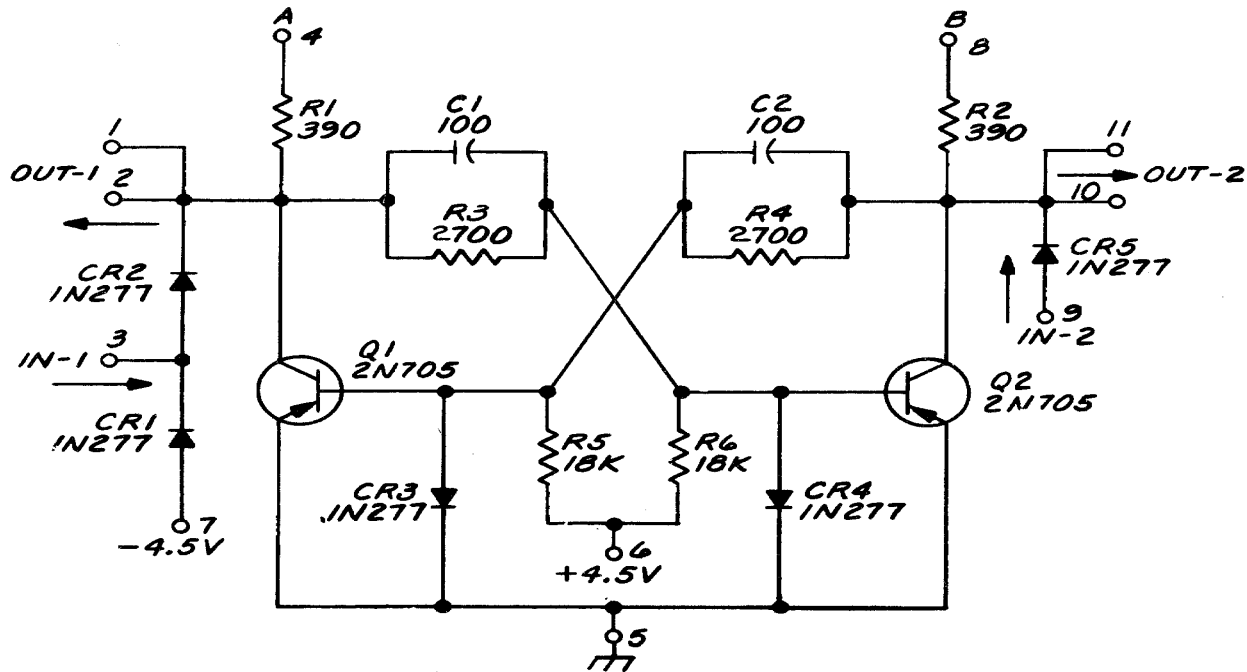 A
4
B
8
R1
390
C1
100
C2
100
R2
390
1
11
OUT-1
2
OUT-2
10
R3
2700
R4
2700
CR2
1N277
CR5
1N277
3
IN-1
9
IN-2
Q1
2N705
Q2
2N705
CR1
1N277
R5
18K
R6
18K
CR3
1N277
CR4
1N277
7
-4.5V
6
+4.5V
5